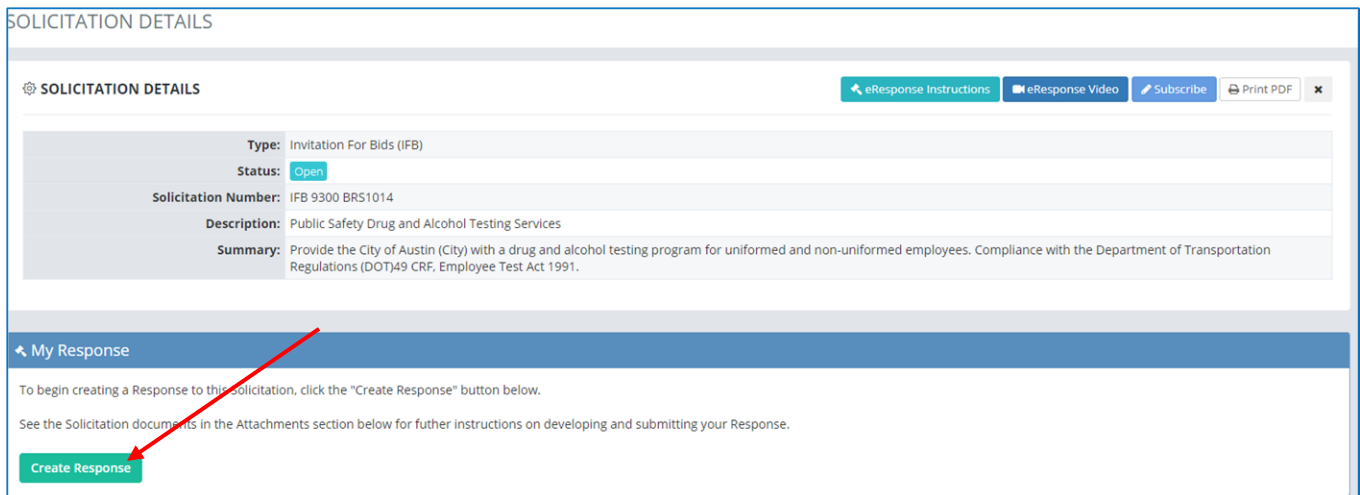 SOLICITATION DETAILS
SOLICITATION DETAILS
eResponse Instructions
eResponse Video
Subscribe
Print PDF
Type: Invitation For Bids (IFB)
Status: Open
Solicitation Number: IFB 9300 BRS1014
Description: Public Safety Drug and Alcohol Testing Services
Summary: Provide the City of Austin (City) with a drug and alcohol testing program for uniformed and non-uniformed employees. Compliance with the Department of Transportation
Regulations (DOT)49 CRF, Employee Test Act 1991.
My Response
To begin creating a Response to this Solicitation, click the "Create Response" button below.
See the Solicitation documents in the Attachments section below for futher instructions on developing and submitting your Response.
Create Response